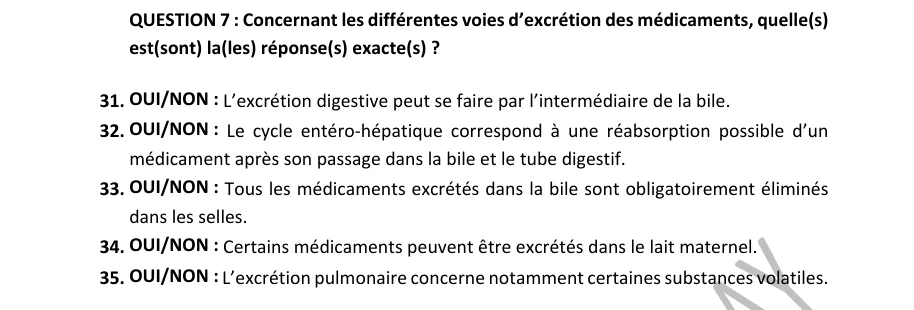 QUESTION 7 : Concernant les différentes voies d’excrétion des médicaments, quelle(s)
est(sont) la(les) réponse(s) exacte(s) ?
31. OUI/NON : L’excrétion digestive peut se faire par l’intermédiaire de la bile.
32. OUI/NON : Le cycle entéro-hépatique correspond à une réabsorption possible d’un
médicament après son passage dans la bile et le tube digestif.
33. OUI/NON : Tous les médicaments excrétés dans la bile sont obligatoirement éliminés
dans les selles.
34. OUI/NON : Certains médicaments peuvent être excrétés dans le lait maternel.
35. OUI/NON : L’excrétion pulmonaire concerne notamment certaines substances volatiles.